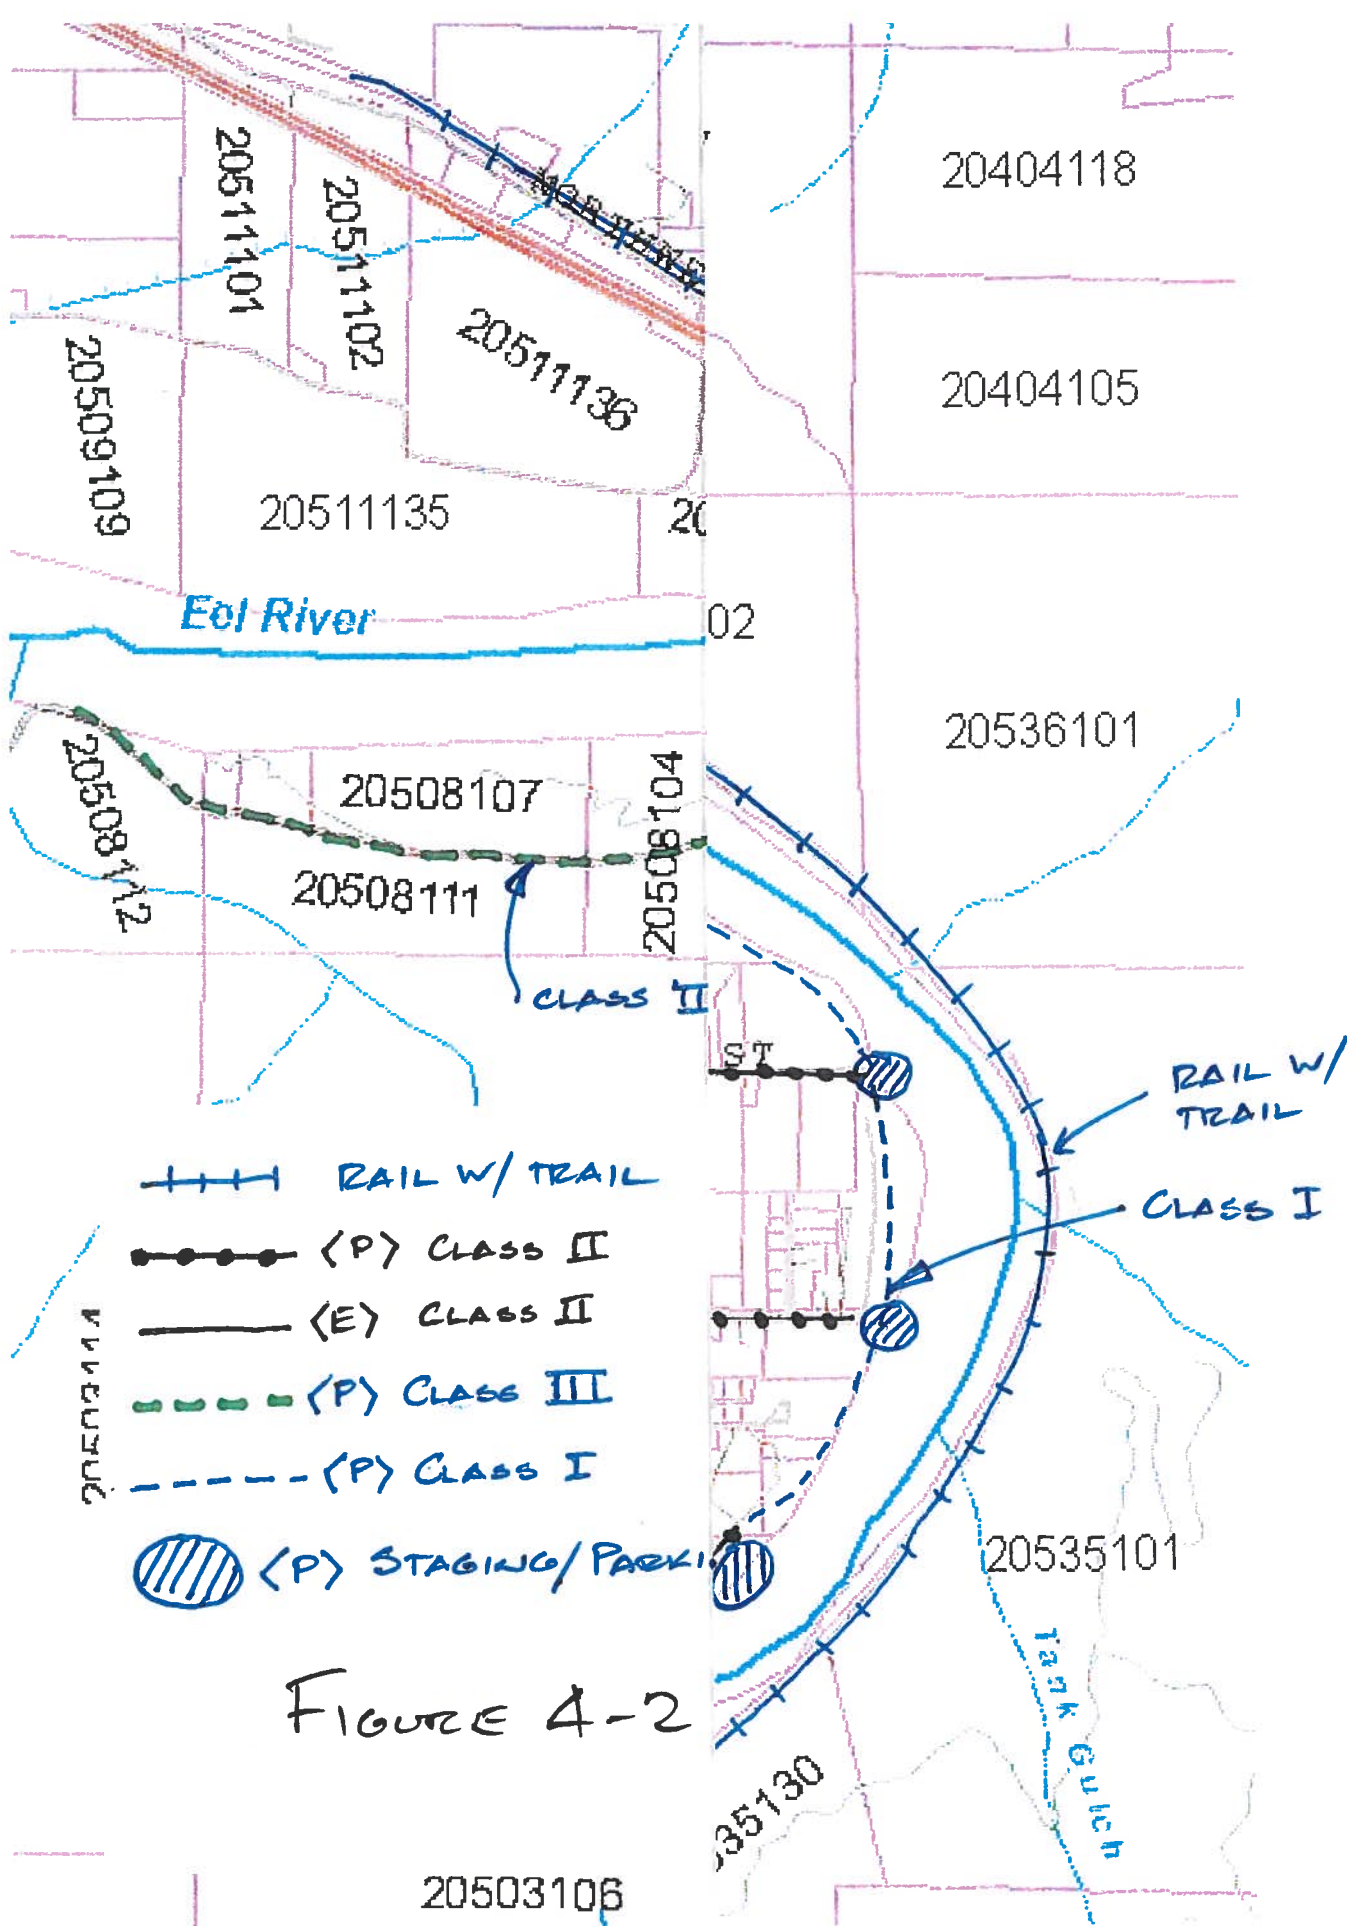 20404118
20511101
20511102
20511136
20404105
20509109
20511135
20
02
Eel River
20536101
20508112
20508107
20508104
20508111
CLASS II
ST
RAIL W/
TRAIL
CLASS I
RAIL W/ TRAIL
<P> CLASS II
<E> CLASS II
<P> CLASS III
<P> CLASS I
<P> STAGING/PARKI
20535101
Tank Gulch
FIGURE 4-2
35130
20503106